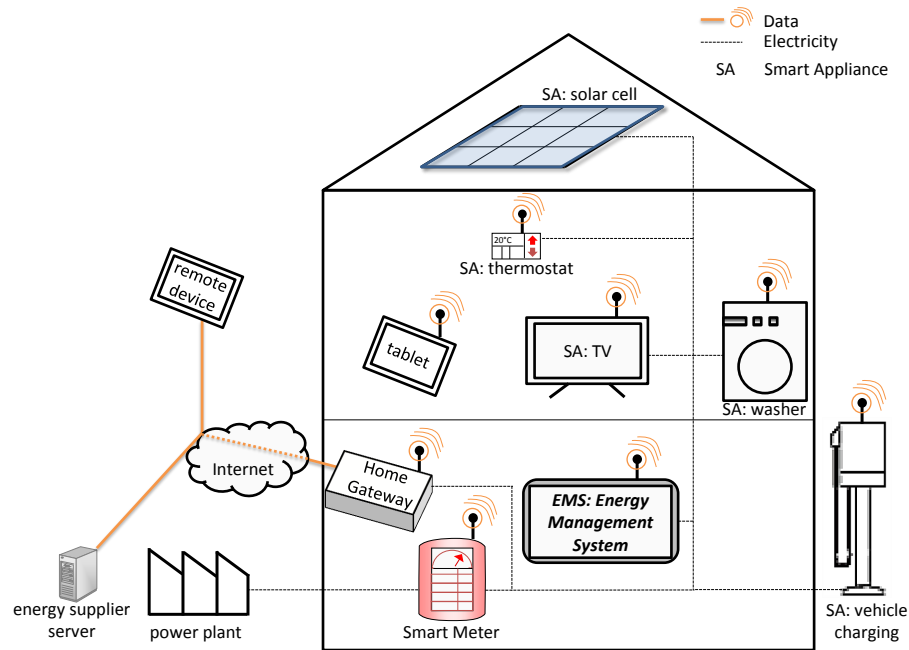 Data
Electricity
SA Smart Appliance
SA: solar cell
20°C
SA: thermostat
remote
device
tablet
SA: TV
SA: washer
Internet
Home
Gateway
EMS: Energy
Management
System
energy supplier
server
power plant
Smart Meter
SA: vehicle
charging